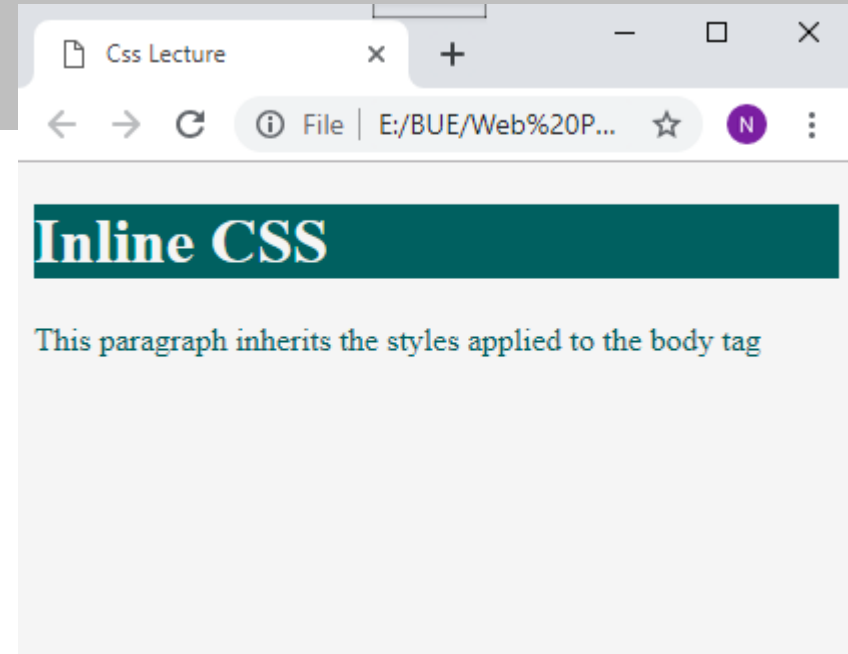 Css Lecture
File | E:/BUE/Web%20P...
N
Inline CSS
This paragraph inherits the styles applied to the body tag